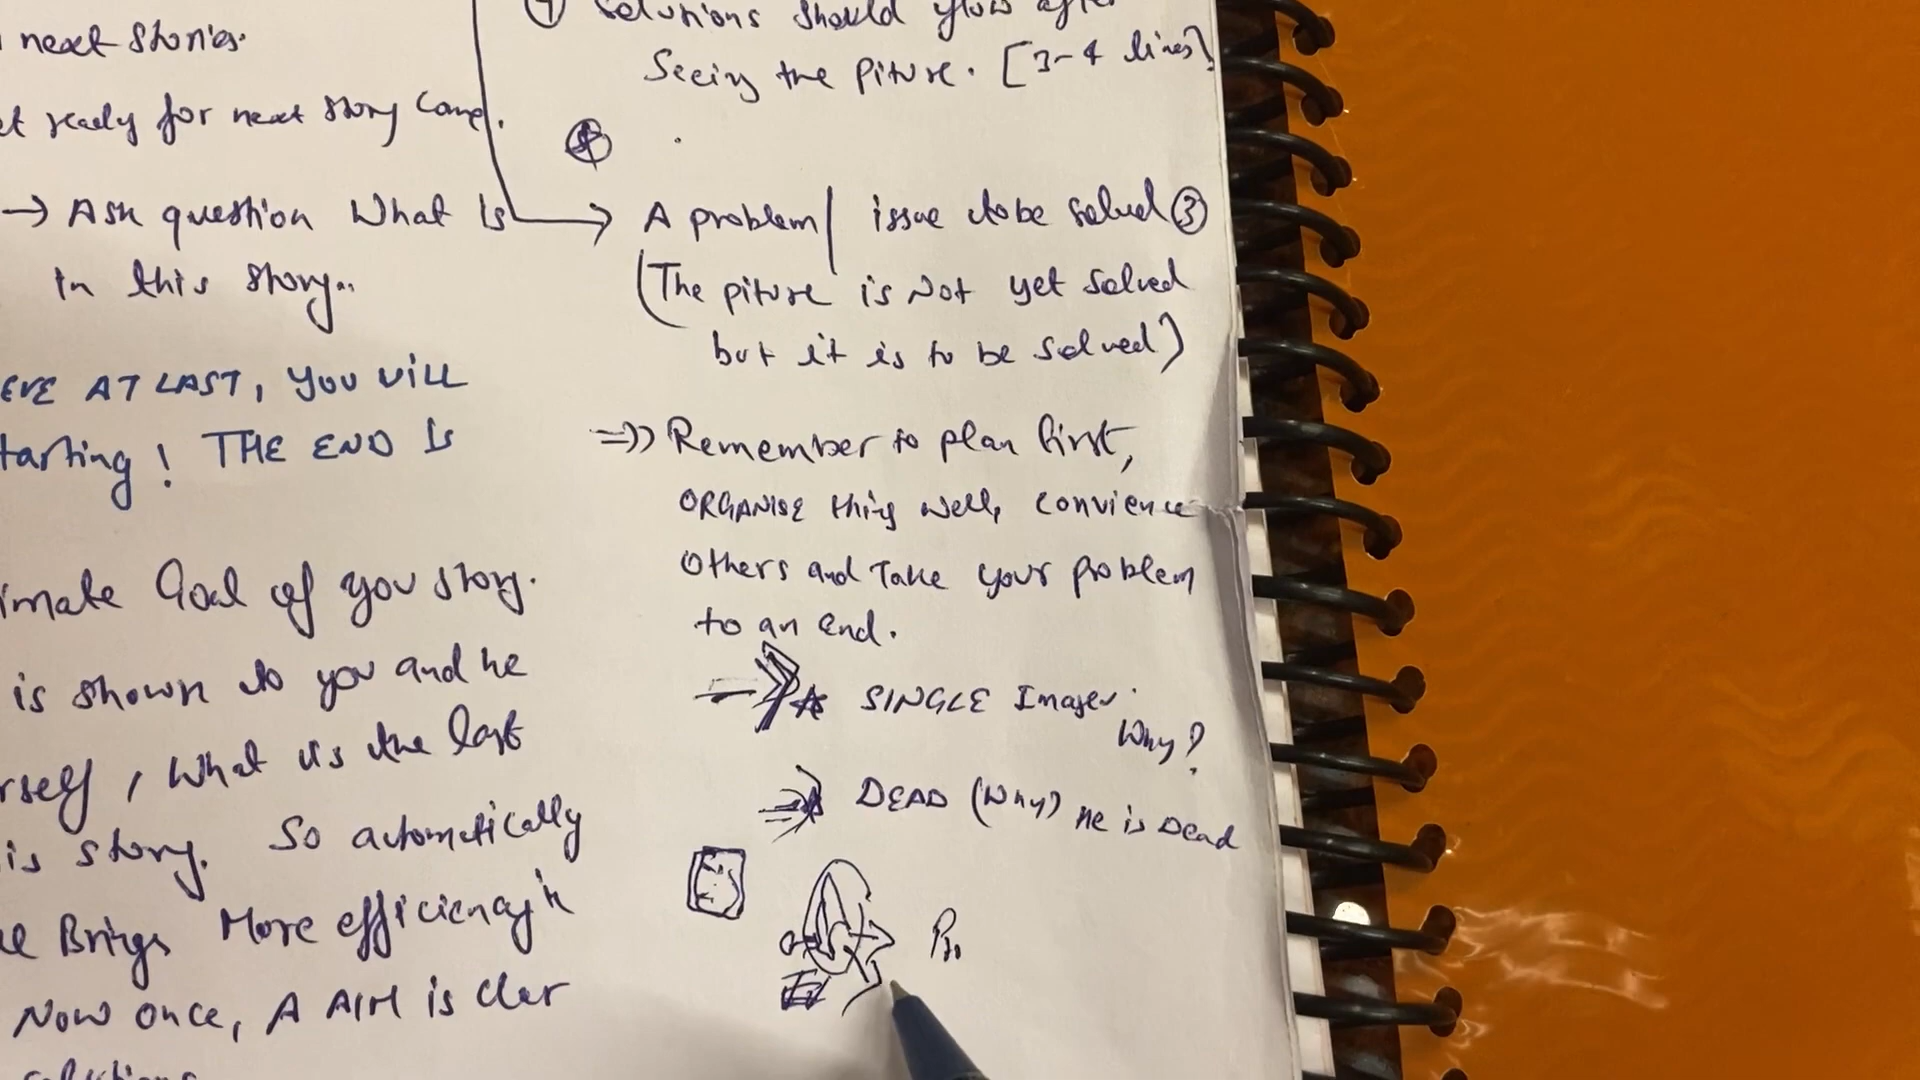 next stories.
ready for next story come.
→ Ask question What is
in this story..
EVE AT LAST, YOU WILL
tarting! THE END IS
imate Goal of you story.
is shown to you and he
rself, What is the last
is story. So automatically
Brings More efficiency in
Now once, A AIM is cler
solutions
④ Solutions should flow after
Seeing the Piture. [3-4 lines]
→ A problem/ issue to be solved ③
(The piture is Not yet solved
but it is to be solved)
⇒) Remember to plan first,
ORGANISE thing well, convience
Others and Take your problem
to an end.
SINGLE Images.
Why?
DEAD (Why) He is Dead